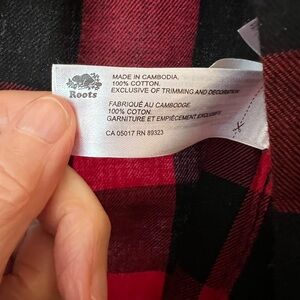 Roots
MADE IN CAMBODIA,
100% COTTON.
EXCLUSIVE OF TRIMMING AND DECORATION
FABRIQUÉ AU CAMBODGE.
100% COTON.
GARNITURE ET EMPIÈCEMENT EXCLUSIFS
CA 05017 RN 89323